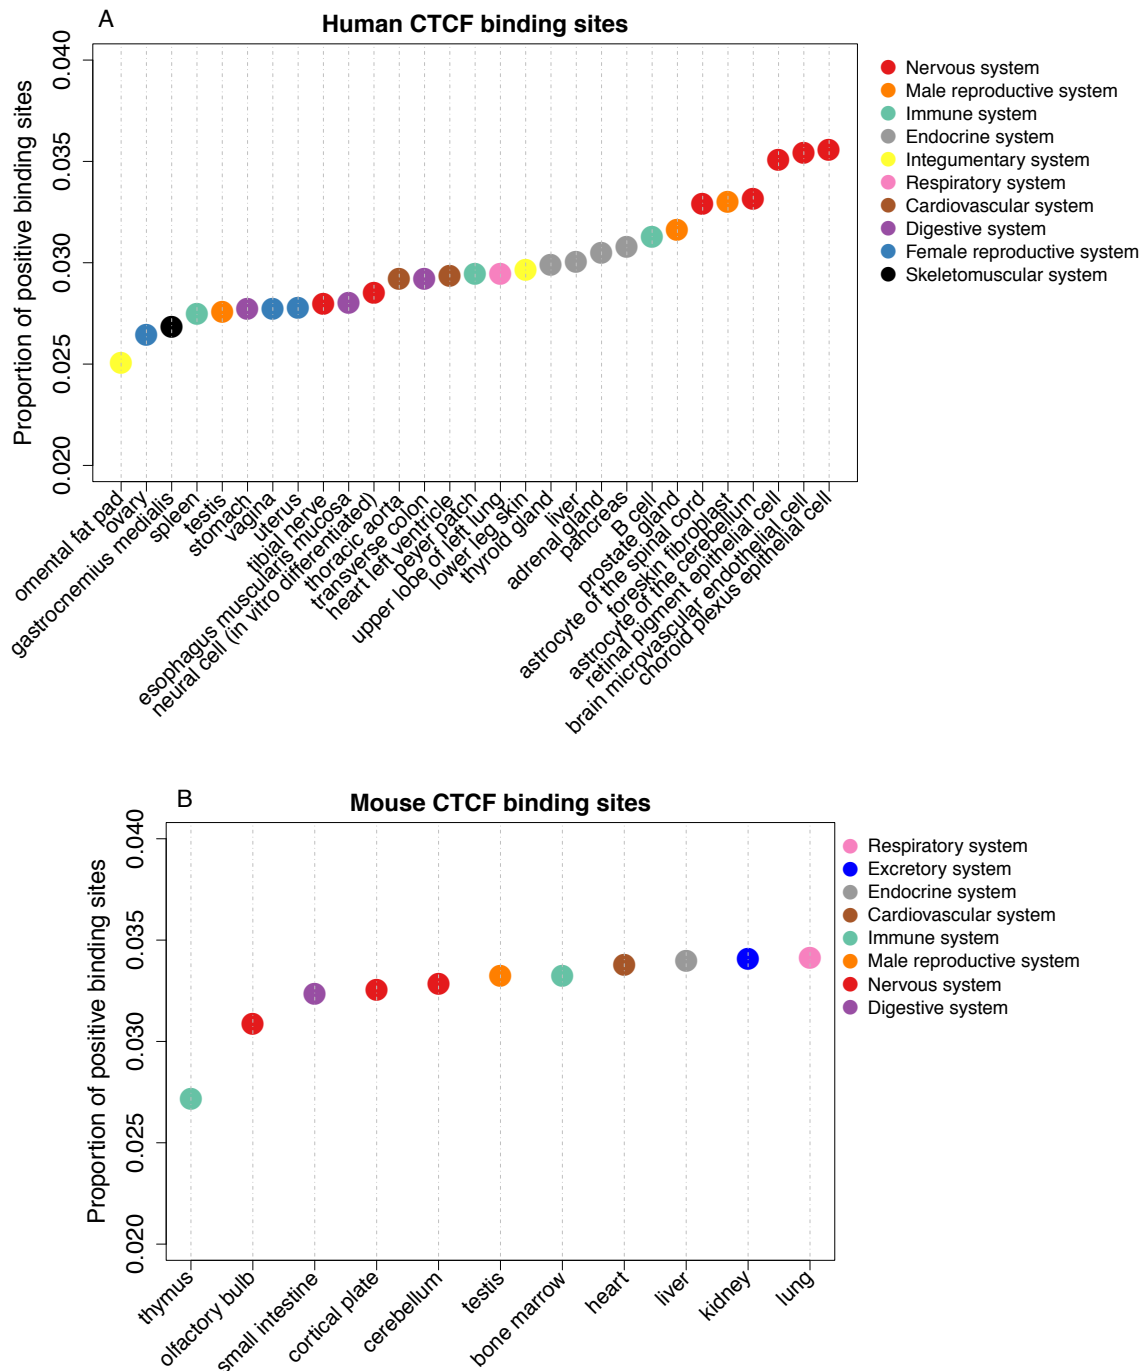 A
Human CTCF binding sites
Proportion of positive binding sites
0.040
0.035
0.030
0.025
0.020
omental fat pad
ovary
gastrocnemius medialis
spleen
testis
stomach
vagina
uterus
tibial nerve
esophagus muscularis mucosa
neural cell (in vitro differentiated)
thoracic aorta
transverse colon
heart left ventricle
peyer patch
upper lobe of left lung
lower leg skin
thyroid gland
liver
adrenal gland
pancreas
B cell
prostate gland
astrocyte of the spinal cord
foreskin fibroblast
astrocyte of the cerebellum
retinal pigment epithelial cell
brain microvascular endothelial cell
choroid plexus epithelial cell
Nervous system
Male reproductive system
Immune system
Endocrine system
Integumentary system
Respiratory system
Cardiovascular system
Digestive system
Female reproductive system
Skeletomuscular system
B
Mouse CTCF binding sites
Proportion of positive binding sites
0.040
0.035
0.030
0.025
0.020
thymus
olfactory bulb
small intestine
cortical plate
cerebellum
testis
bone marrow
heart
liver
kidney
lung
Respiratory system
Excretory system
Endocrine system
Cardiovascular system
Immune system
Male reproductive system
Nervous system
Digestive system